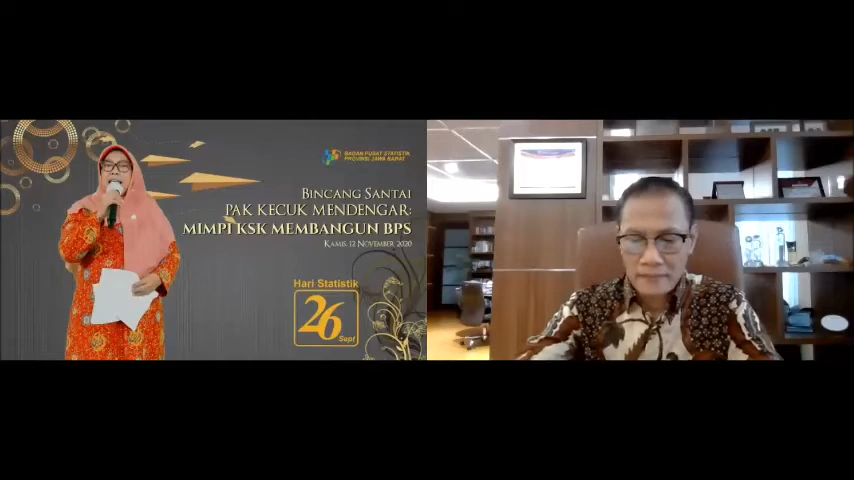 BADAN PUSAT STATISTIK
PROVINSI JAWA BARAT
BINCANG SANTAI
PAK KECUK MENDENGAR:
MIMPI KSK MEMBANGUN BPS
KAMIS, 12 NOVEMBER 2020
Hari Statistik
26
Sept